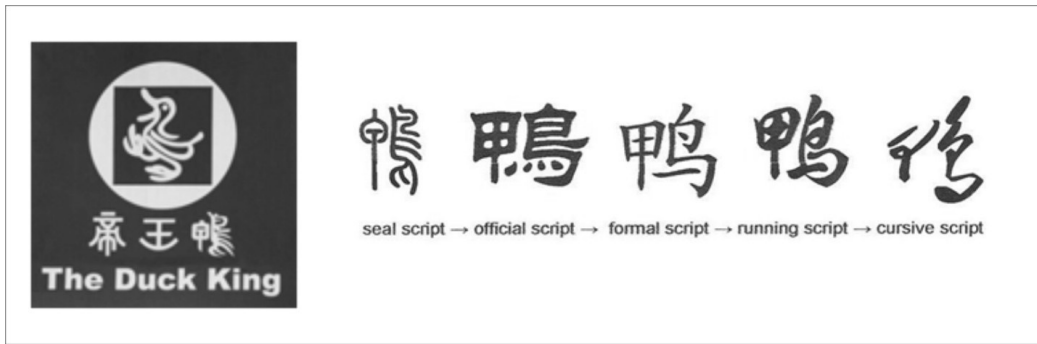 帝王鴨
The Duck King
鴨 鴨 鸭 鸭 鸭
seal script → official script → formal script → running script → cursive script